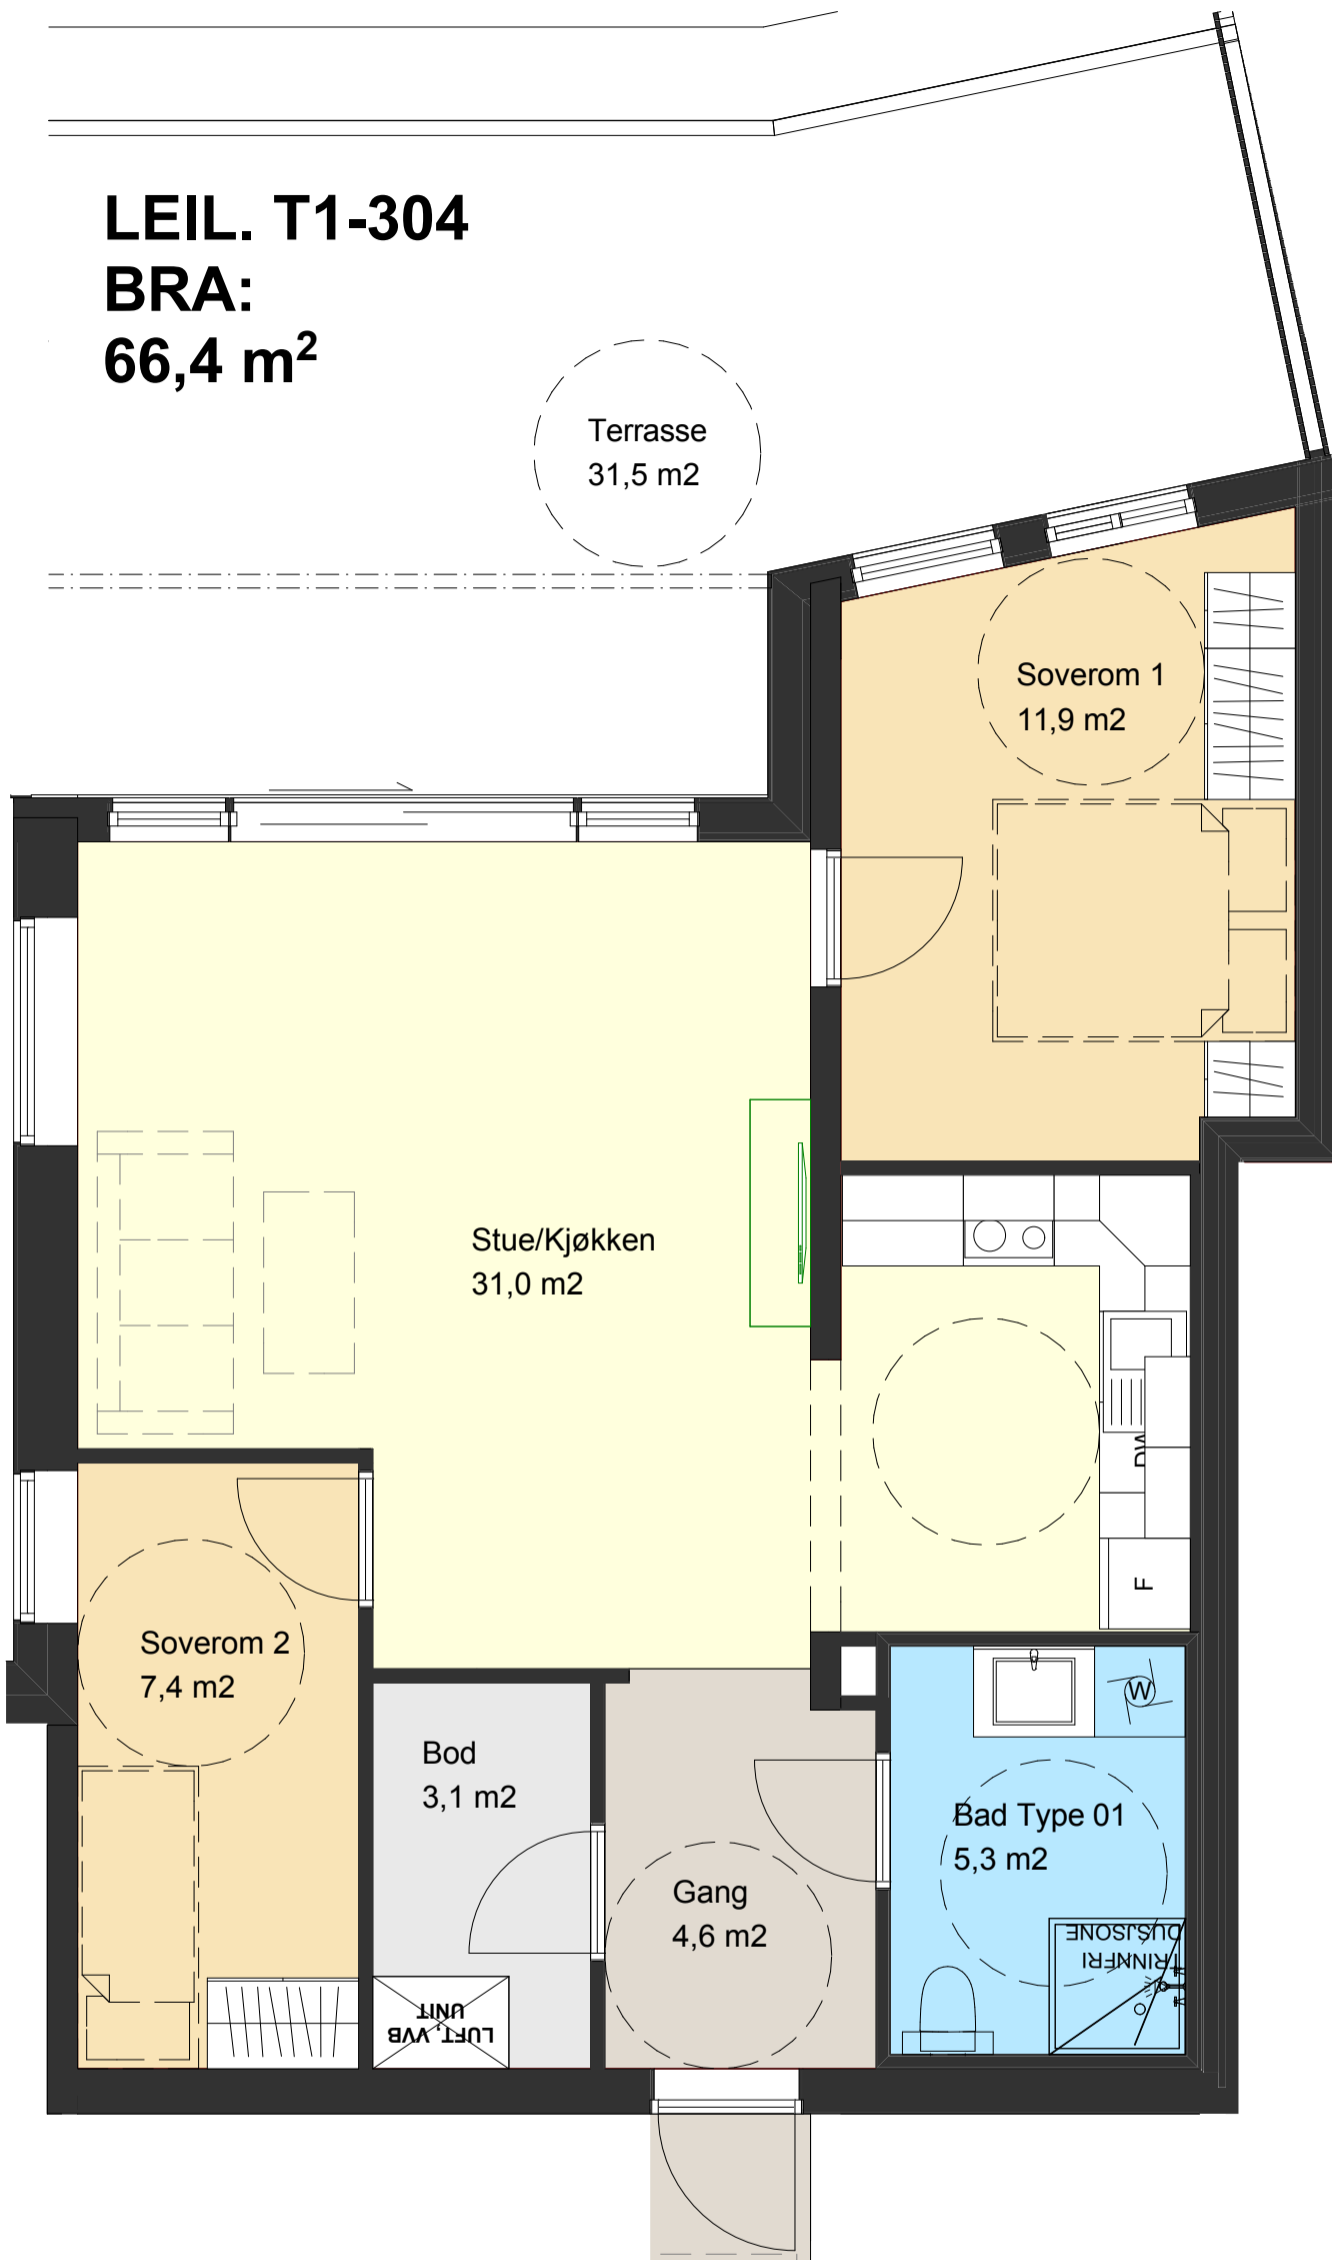 LEIL. T1-304
BRA:
66,4 m²
Terrasse
31,5 m2
Soverom 1
11,9 m2
Stue/Kjøkken
31,0 m2
DW
F
Soverom 2
7,4 m2
W
Bod
3,1 m2
Bad Type 01
5,3 m2
Gang
4,6 m2
TRINNFRI
DUSJSONE
LUFT, VVB
UNIT